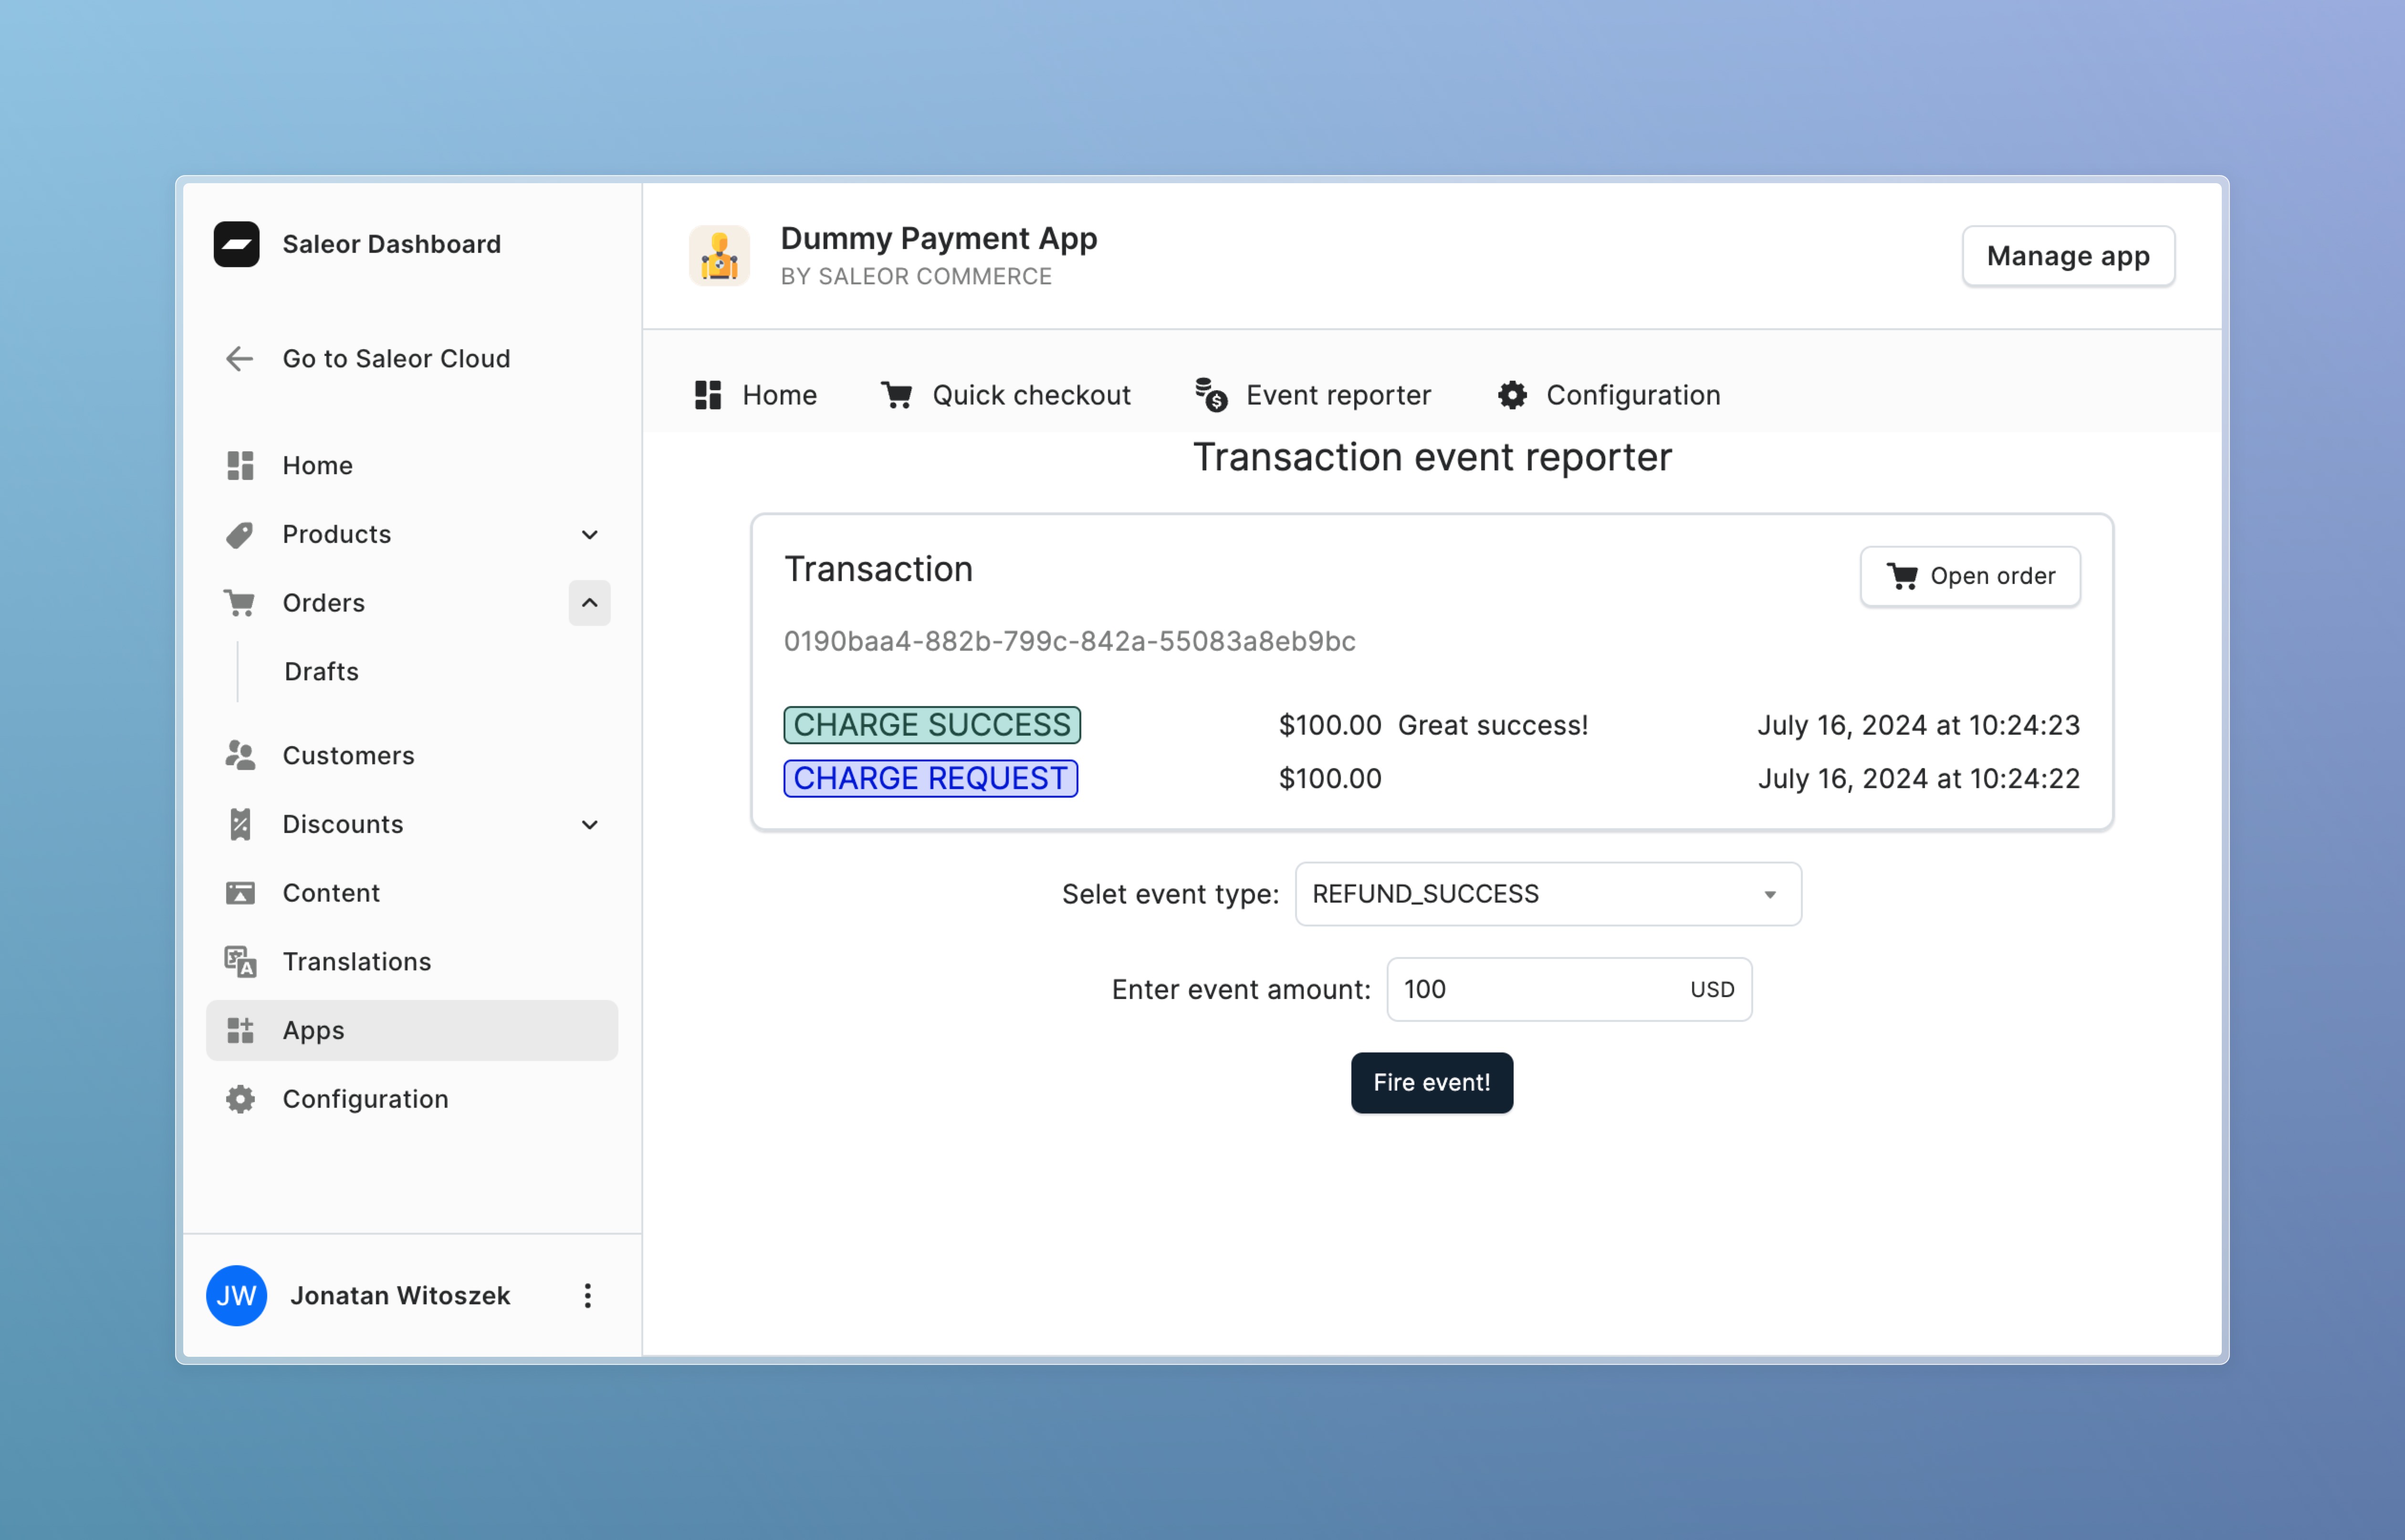 Saleor Dashboard
Go to Saleor Cloud
Home
Products
Orders
Drafts
Customers
Discounts
Content
Translations
Apps
Configuration
JW Jonatan Witoszek
Dummy Payment App
BY SALEOR COMMERCE
Manage app
Home Quick checkout Event reporter Configuration
Transaction event reporter
Transaction
Open order
0190baa4-882b-799c-842a-55083a8eb9bc
CHARGE SUCCESS $100.00 Great success! July 16, 2024 at 10:24:23
CHARGE REQUEST $100.00 July 16, 2024 at 10:24:22
Selet event type: REFUND_SUCCESS
Enter event amount: 100 USD
Fire event!